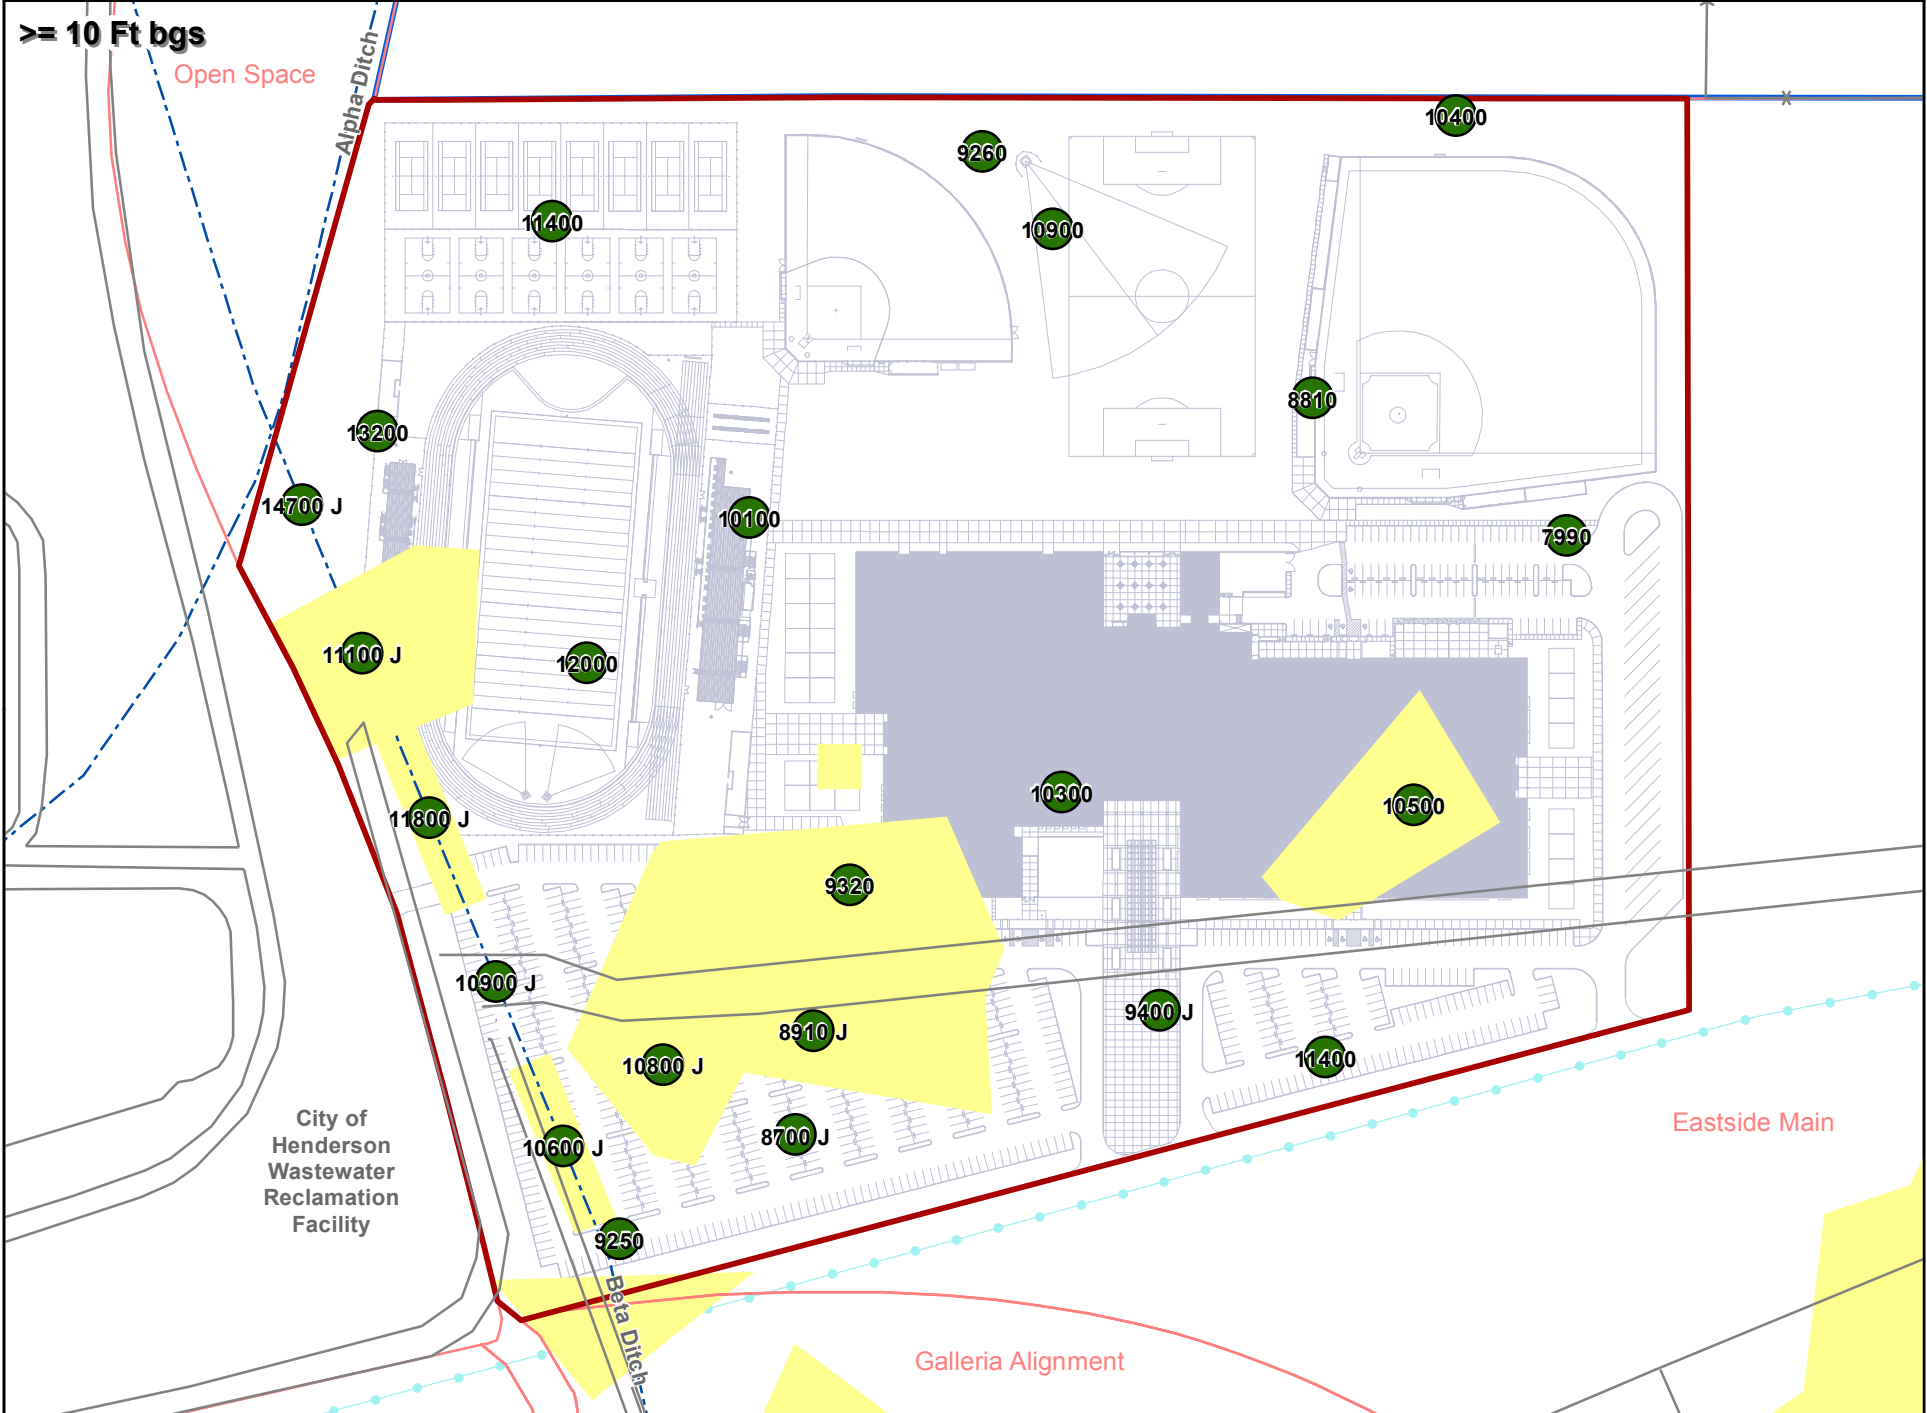 >= 10 Ft bgs
Open Space
Alpha Ditch
10400
9260
11400
10900
8810
13200
14700 J
10100
7990
11100 J
12000
10300
10500
11800 J
9320
10900 J
9400 J
8910 J
11400
10800 J
City of
Henderson
Wastewater
Reclamation
Facility
Eastside Main
8700 J
10600 J
9250
Beta Ditch
Galleria Alignment